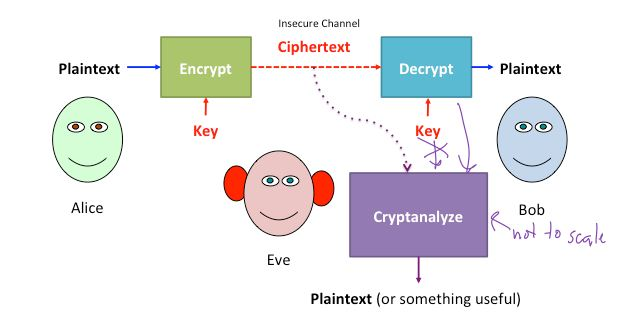 Insecure Channel
Ciphertext
Plaintext
Encrypt
Decrypt
Plaintext
Key
Key
Alice
Eve
Cryptanalyze
Bob
not to scale
Plaintext (or something useful)